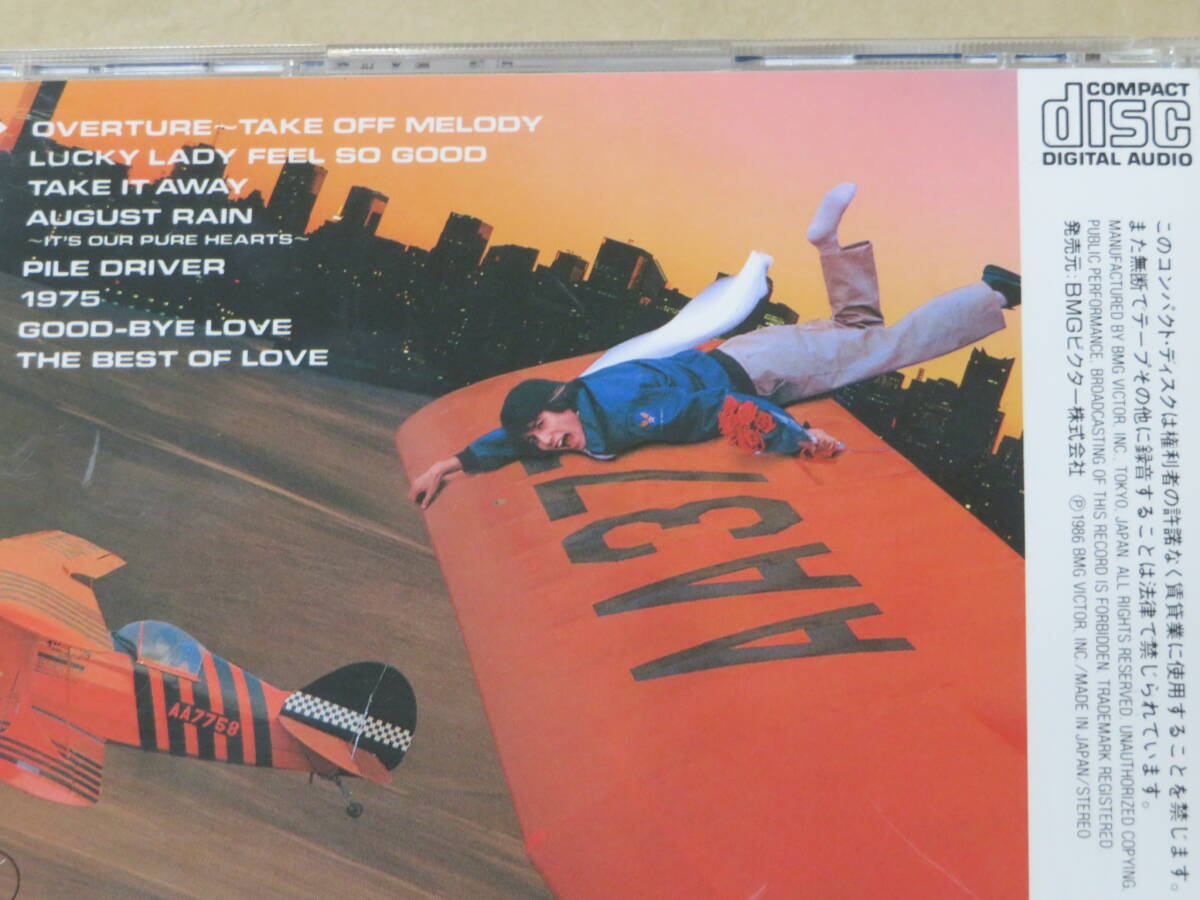 OVERTURE~TAKE OFF MELODY
LUCKY LADY FEEL SO GOOD
TAKE IT AWAY
AUGUST RAIN
~IT'S OUR PURE HEARTS~
PILE DRIVER
1975
GOOD-BYE LOVE
THE BEST OF LOVE
COMPACT
disc
DIGITAL AUDIO
このコンパクト・ディスクは権利者の許諾なく賃貸業に使用することを禁じます。
また無断でテープその他に録音することは法律で禁じられています。
MANUFACTURED BY BMG VICTOR, INC., TOKYO, JAPAN. ALL RIGHTS RESERVED. UNAUTHORIZED COPYING.
PUBLIC PERFORMANCE. BROADCASTING OF THIS RECORD IS FORBIDDEN. TRADEMARK REGISTERED
発売元:BMGビクター株式会社 Ⓟ1986 BMG VICTOR, INC./MADE IN JAPAN/STEREO
AA37
AA7758